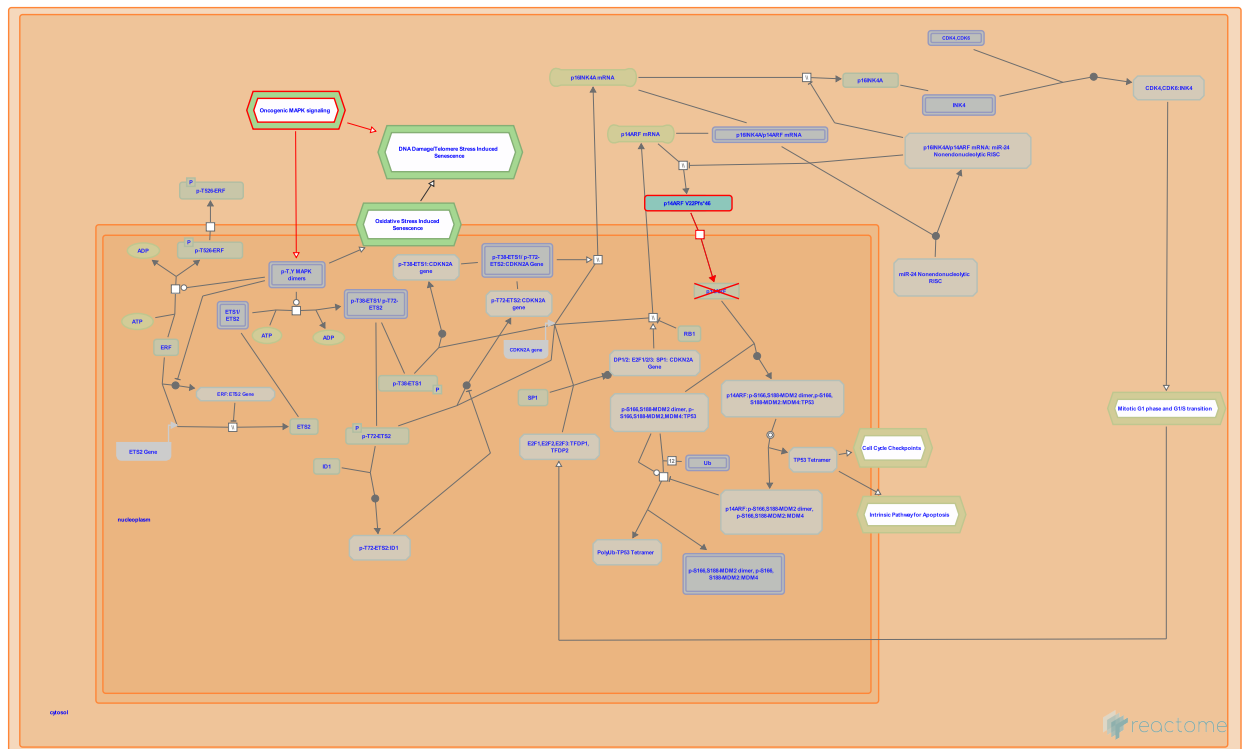 CDK4,CDK6
p16INK4A mRNA
p16INK4A
CDK4,CDK6:INK4
INK4
Oncogenic MAPK signaling
p14ARF mRNA
p16INK4A/p14ARF mRNA
DNA Damage/Telomere Stress Induced
Senescence
p16INK4A/p14ARF mRNA: miR-24
Nonendonucleolytic RISC
P
p-T526-ERF
p14ARF V22Pfs*46
Oxidative Stress Induced
Senescence
P
p-T526-ERF
ADP
p-T,Y MAPK
dimers
p-T38-ETS1:CDKN2A
gene
p-T38-ETS1/ p-T72-
ETS2:CDKN2A Gene
miR-24 Nonendonucleolytic
RISC
p14ARF
p-T38-ETS1/ p-T72-
ETS2
p-T72-ETS2:CDKN2A
gene
ETS1/
ETS2
ATP
ATP
ADP
RB1
ERF
CDKN2A gene
DP1/2: E2F1/2/3: SP1: CDKN2A
Gene
p-T38-ETS1
P
ERF:ETS2 Gene
SP1
p14ARF:p-S166,S188-MDM2 dimer,p-S166,
S188-MDM2:MDM4:TP53
p-S166,S188-MDM2 dimer, p-
S166,S188-MDM2,MDM4:TP53
Mitotic G1 phase and G1/S transition
ETS2
P
p-T72-ETS2
ETS2 Gene
E2F1,E2F2,E2F3:TFDP1,
TFDP2
Cell Cycle Checkpoints
12
Ub
TP53 Tetramer
ID1
p14ARF:p-S166,S188-MDM2 dimer,
p-S166,S188-MDM2:MDM4
Intrinsic Pathway for Apoptosis
nucleoplasm
p-T72-ETS2:ID1
PolyUb-TP53 Tetramer
p-S166,S188-MDM2 dimer, p-S166,
S188-MDM2:MDM4
cytosol
reactome